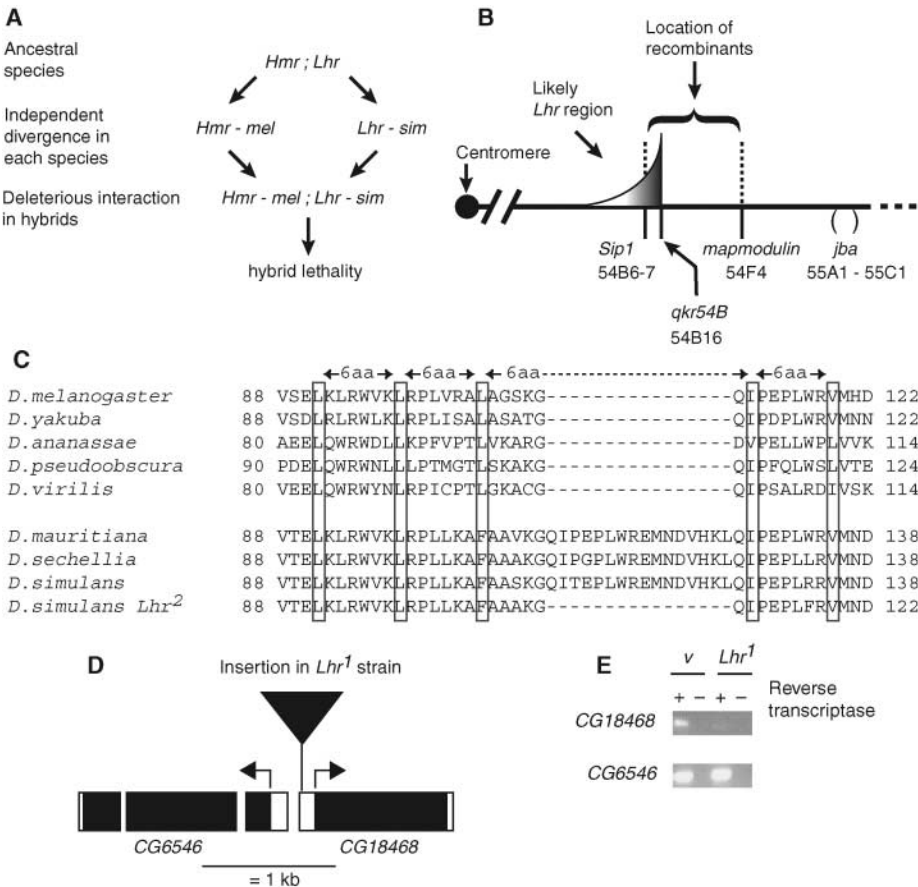 A
Ancestral
species
Hmr ; Lhr
Independent
divergence in
each species
Hmr - mel
Lhr - sim
Deleterious interaction
in hybrids
Hmr - mel ; Lhr - sim
hybrid lethality
B
Location of
recombinants
Likely
Lhr region
Centromere
Sip1
54B6-7
mapmodulin
54F4
jba
55A1 - 55C1
qkr54B
54B16
C
6aa 6aa 6aa 6aa
D.melanogaster 88 VSELKLRWVKLRPLVRALAGSKG----------------QIPEPLWRVMHD 122
D.yakuba 88 VSDLRLRWLKLRPLISALASATG----------------QIPDPLWRVMNN 122
D.ananassae 80 AEELQWRWDLLKPFVPTLVKARG----------------DVPELLWPLVVK 114
D.pseudoobscura 90 PDELQWRWNLLLPTMGTLSKAKG----------------QIPFQLWSLVTE 124
D.virilis 80 VEELQWRWYNLRPICPTLGKACG----------------QIPSALRDIVSK 114
D.mauritiana 88 VTELKLRWVKLRPLLKAFAAVKGQIPEPLWREMNDVHKLQIPEPLWRVMND 138
D.sechellia 88 VTELKLRWVKLRPLLKAFAAAKGQIPGPLWREMNDVHKLQIPEPLLRVMND 138
D.simulans 88 VTELKLRWVKLRPLLKAFAASKGQITEPLWREMNDVHKLQIPEPLRRVMND 138
D.simulans Lhr2 88 VTELKLRWVKLRPLLKAFAAAKG----------------QIPEPLFRVMND 122
D
Insertion in Lhr1 strain
CG6546
CG18468
= 1 kb
E
v Lhr1
+ − + −
Reverse
transcriptase
CG18468
CG6546